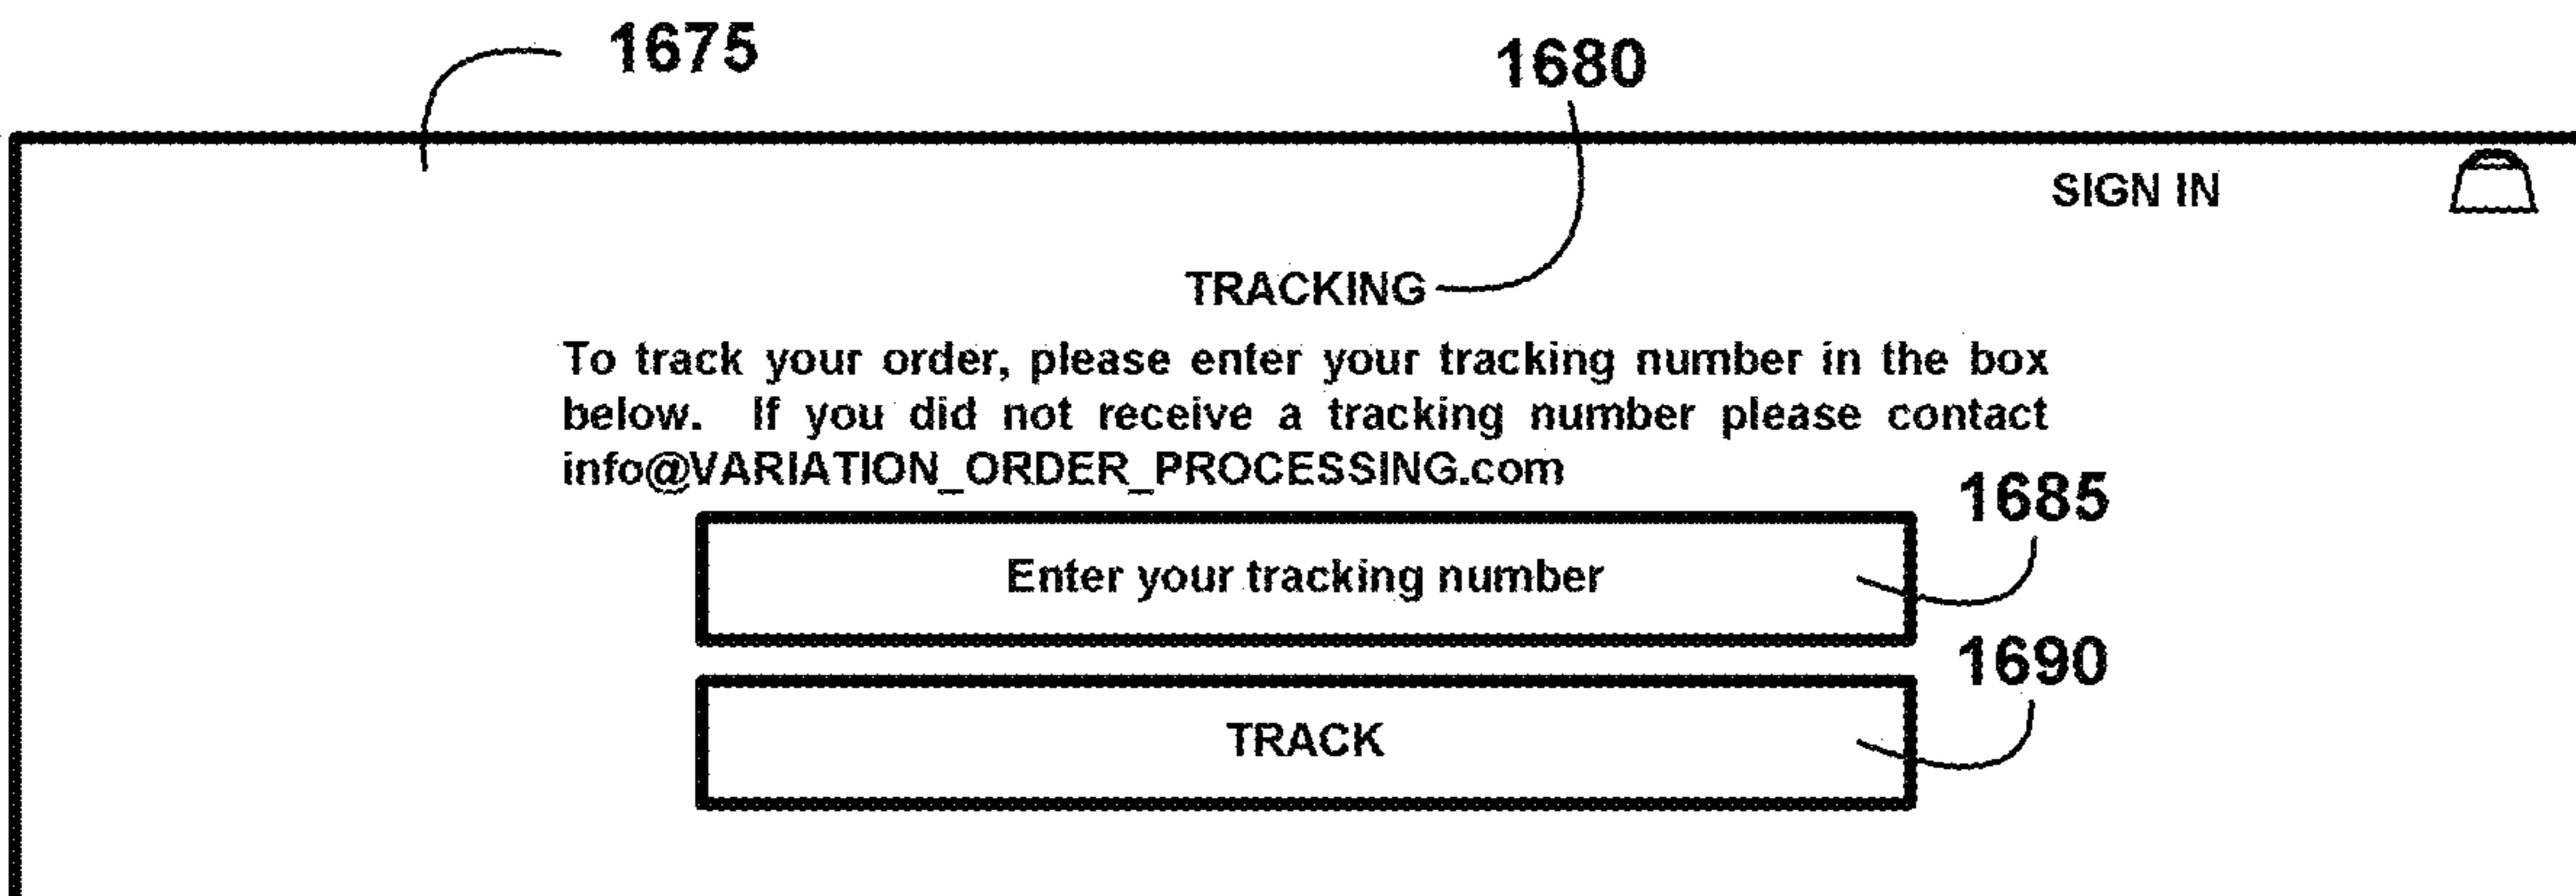 1675
1680
SIGN IN
TRACKING
To track your order, please enter your tracking number in the box
below. If you did not receive a tracking number please contact
info@VARIATION_ORDER_PROCESSING.com
1685
Enter your tracking number
1690
TRACK